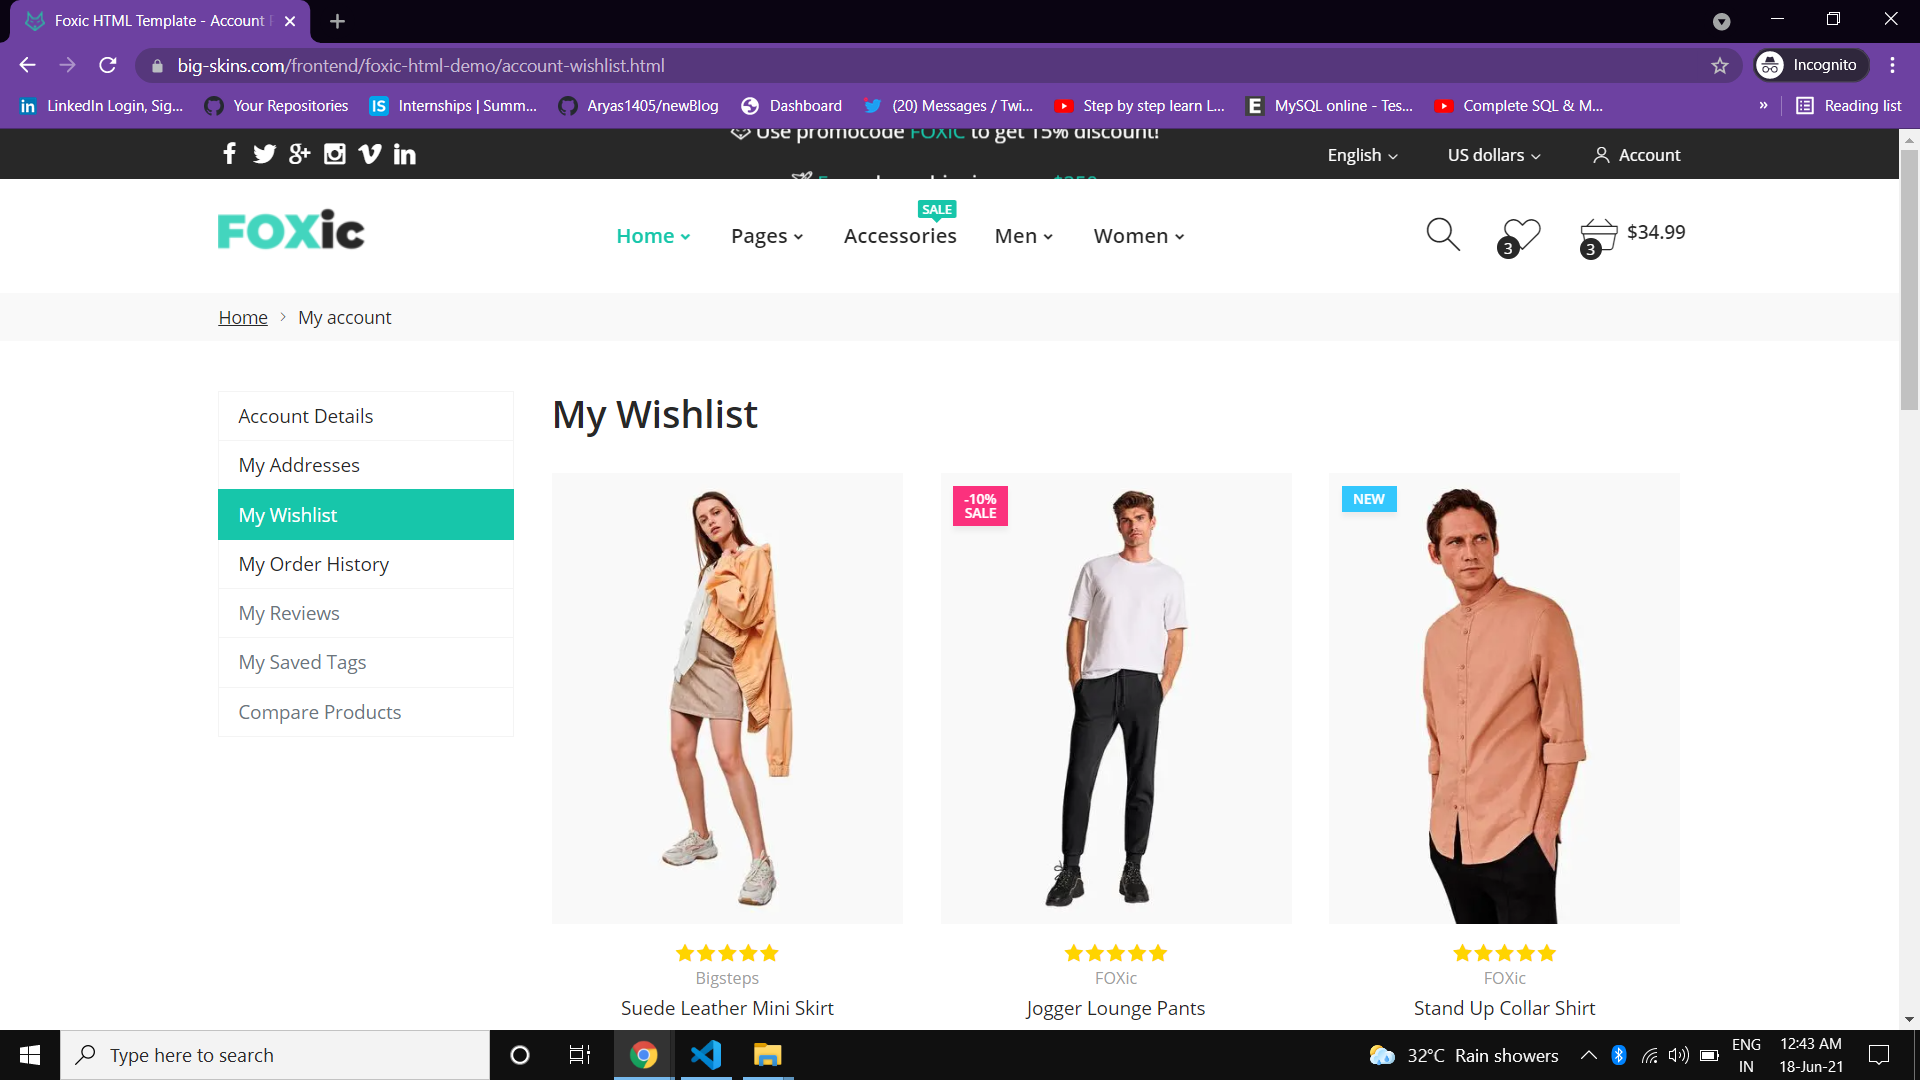 Foxic HTML Template - Account
big-skins.com/frontend/foxic-html-demo/account-wishlist.html
Incognito
LinkedIn Login, Sig...
Your Repositories
Internships | Summ...
Aryas1405/newBlog
Dashboard
(20) Messages / Twi...
Step by step learn L...
MySQL online - Tes...
Complete SQL & M...
»
Reading list
Use promocode FOXIC to get 15% discount!
English
US dollars
Account
FOXic
Home
Pages
SALE
Accessories
Men
Women
3
3
$34.99
Home > My account
Account Details
My Addresses
My Wishlist
My Order History
My Reviews
My Saved Tags
Compare Products
My Wishlist
-10%
SALE
NEW
Bigsteps
Suede Leather Mini Skirt
FOXic
Jogger Lounge Pants
FOXic
Stand Up Collar Shirt
Type here to search
32°C Rain showers
ENG
IN
12:43 AM
18-Jun-21